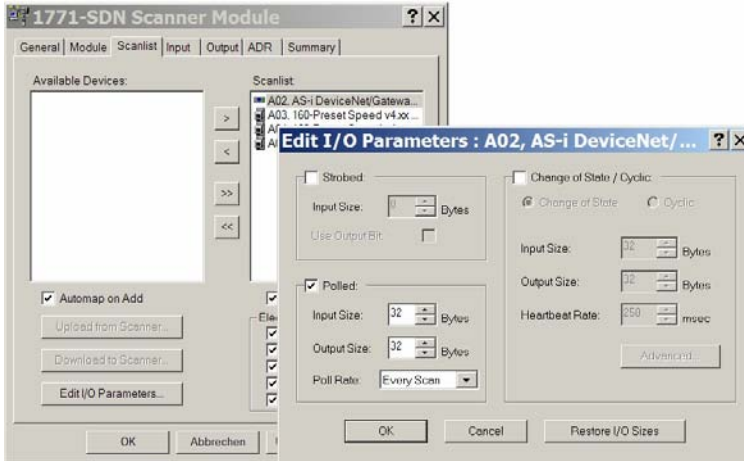 1771-SDN Scanner Module
General Module Scanlist Input Output ADR Summary
Available Devices:
Scanlist:
A02, AS-i DeviceNet/Gatewa...
A03, 160-Preset Speed v4.xx ...
>
<
>>
<<
Automap on Add
Upload from Scanner...
Download to Scanner...
Edit I/O Parameters...
OK
Abbrechen
Edit I/O Parameters : A02, AS-i DeviceNet/ ...
Strobed:
Input Size: 0 Bytes
Use Output Bit:
Polled:
Input Size: 32 Bytes
Output Size: 32 Bytes
Poll Rate: Every Scan
Change of State / Cyclic
Change of State Cyclic
Input Size: 32 Bytes
Output Size: 32 Bytes
Heartbeat Rate: 250 msec
Advanced...
OK
Cancel
Restore I/O Sizes